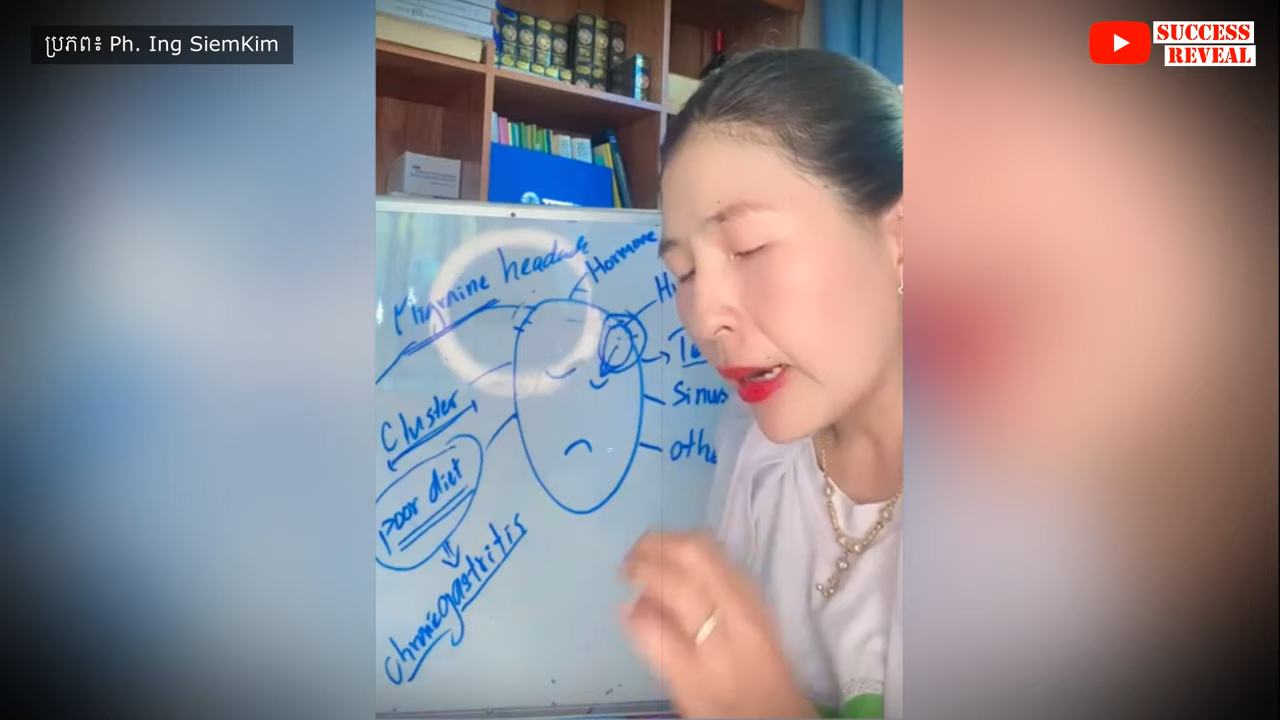 ប្រភព៖ Ph. Ing SiemKim
SUCCESS
REVEAL
Migraine headache
Hormone
Cluster
Sinus
poor diet
chronic gastritis